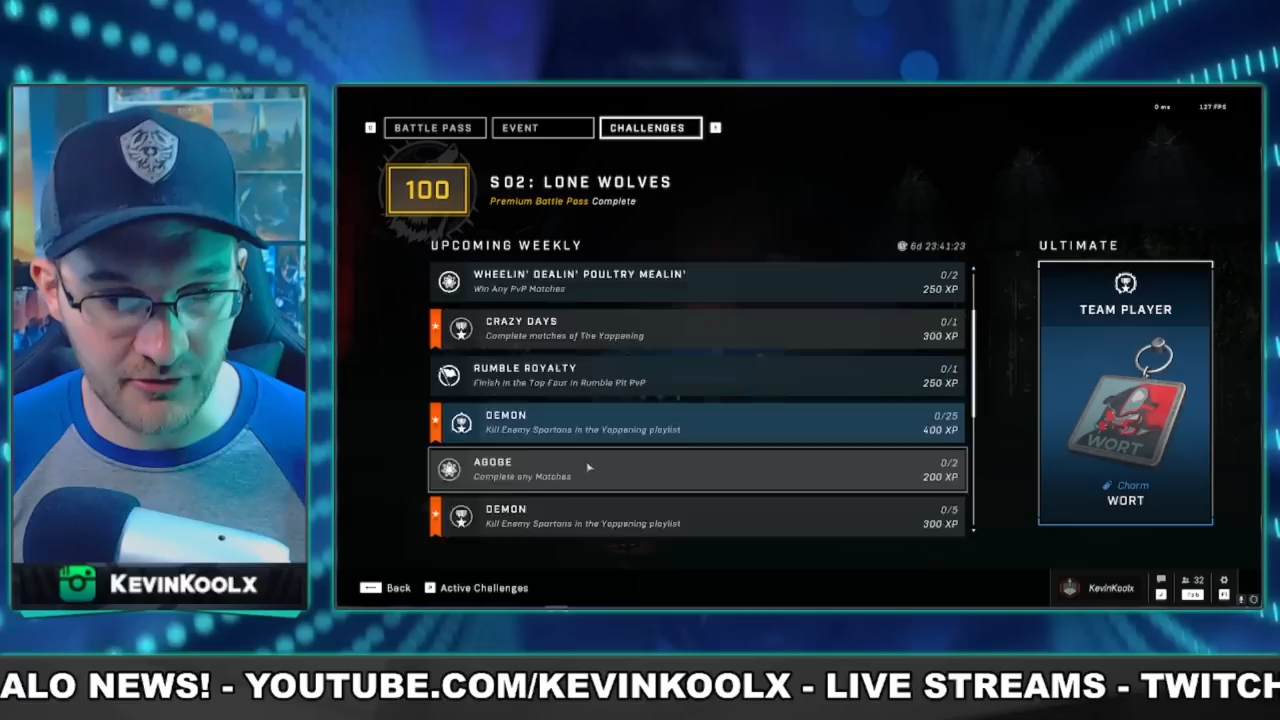 0 ms 127 FPS
BATTLE PASS EVENT CHALLENGES
100
S02: LONE WOLVES
Premium Battle Pass Complete
UPCOMING WEEKLY
6d 23:41:23
WHEELIN' DEALIN' POULTRY MEALIN' 0/2
Win Any PvP Matches 250 XP
CRAZY DAYS 0/1
Complete matches of The Yappening 300 XP
RUMBLE ROYALTY 0/1
Finish in the Top Four in Rumble Pit PvP 250 XP
DEMON 0/25
Kill Enemy Spartans in the Yappening playlist 400 XP
AGOGE 0/2
Complete any Matches 200 XP
DEMON 0/5
Kill Enemy Spartans in the Yappening playlist 300 XP
ULTIMATE
TEAM PLAYER
WORT
Charm
WORT
Back Active Challenges
KevinKoolx
32
Tab
KEVINKOOLX
ALO NEWS! - YOUTUBE.COM/KEVINKOOLX - LIVE STREAMS - TWITCH